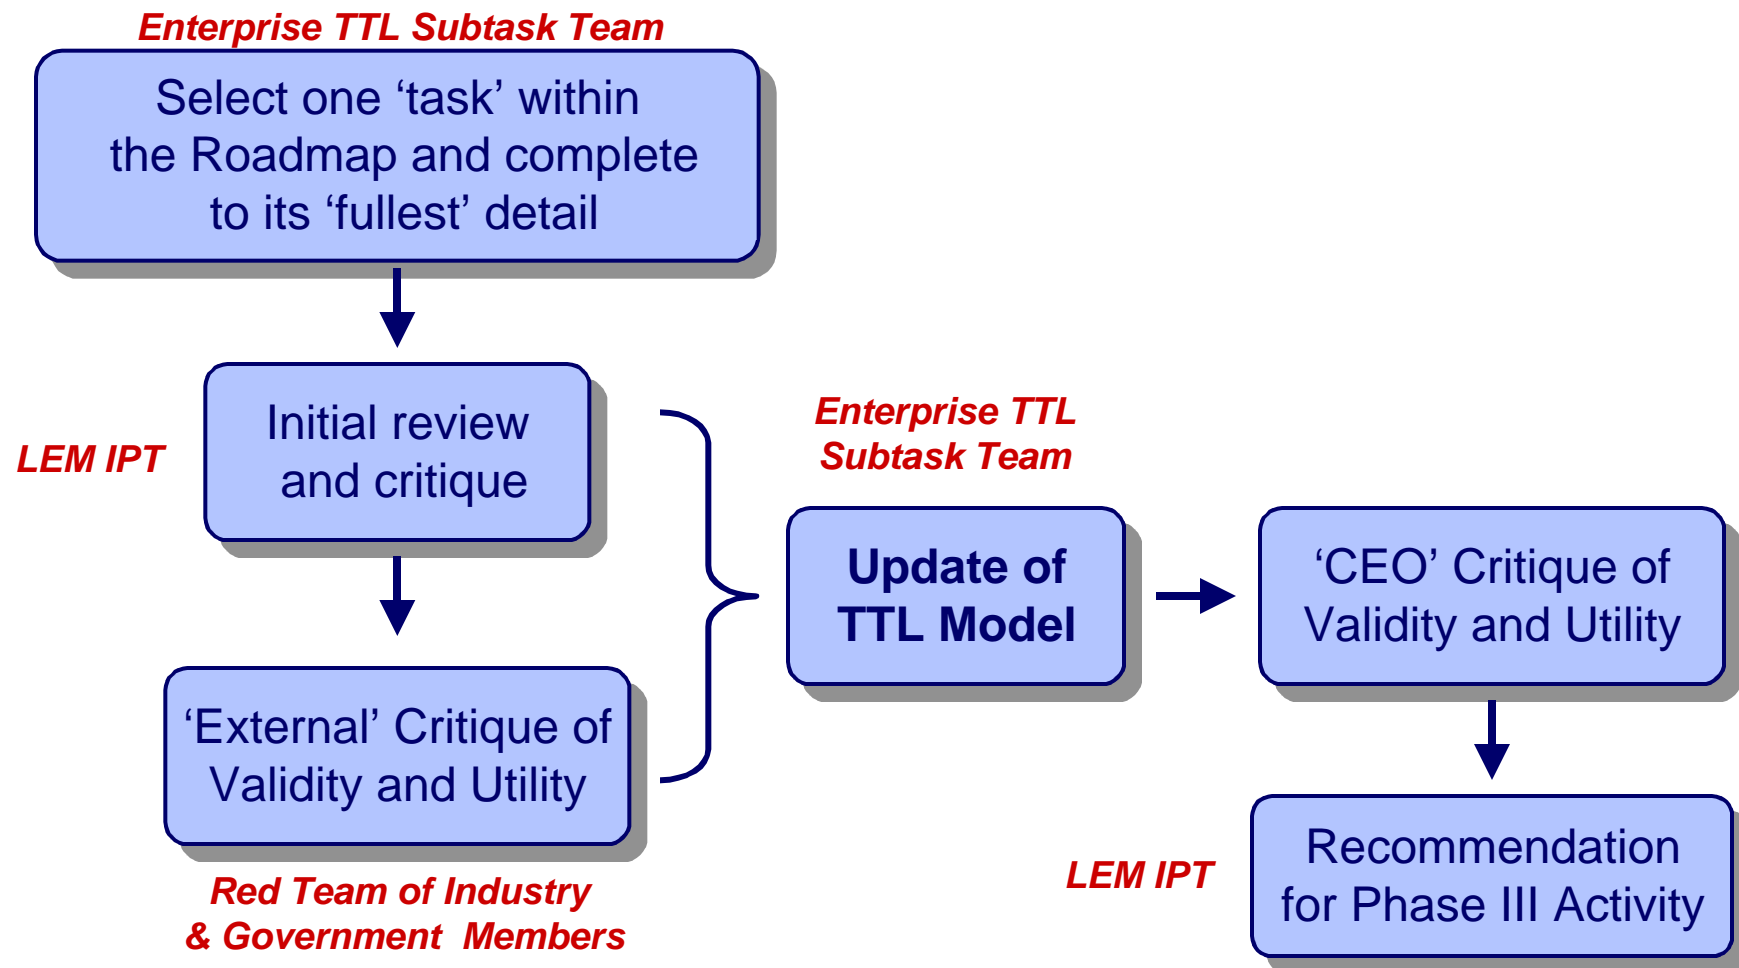 Enterprise TTL Subtask Team
Select one ‘task’ within
the Roadmap and complete
to its ‘fullest’ detail
LEM IPT
Initial review
and critique
‘External’ Critique of
Validity and Utility
Red Team of Industry
& Government Members
Enterprise TTL
Subtask Team
Update of
TTL Model
‘CEO’ Critique of
Validity and Utility
LEM IPT
Recommendation
for Phase III Activity